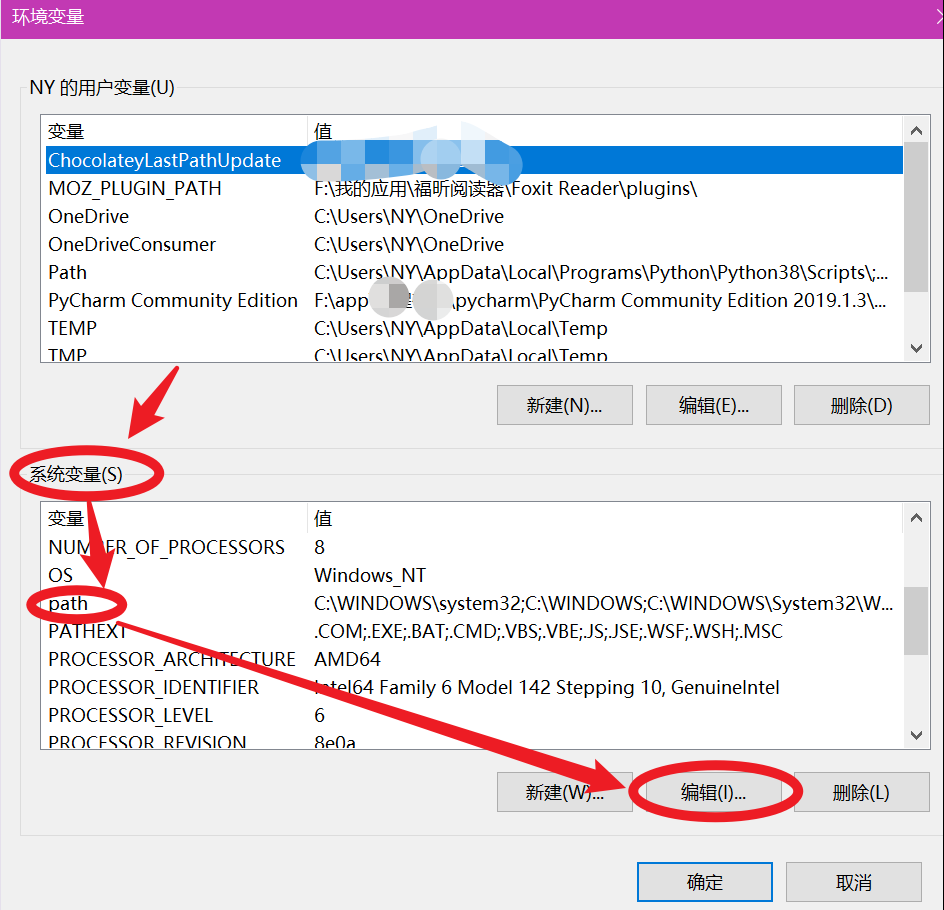 环境变量
NY 的用户变量(U)
变量 值
ChocolateyLastPathUpdate
MOZ_PLUGIN_PATH F:\我的应用\福昕阅读器\Foxit Reader\plugins\
OneDrive C:\Users\NY\OneDrive
OneDriveConsumer C:\Users\NY\OneDrive
Path C:\Users\NY\AppData\Local\Programs\Python\Python38\Scripts\;...
PyCharm Community Edition F:\app \pycharm\PyCharm Community Edition 2019.1.3\...
TEMP C:\Users\NY\AppData\Local\Temp
TMP C:\Users\NY\AppData\Local\Temp
新建(N)... 编辑(E)... 删除(D)
系统变量(S)
变量 值
NUMBER_OF_PROCESSORS 8
OS Windows_NT
path C:\WINDOWS\system32;C:\WINDOWS;C:\WINDOWS\System32\W...
PATHEXT .COM;.EXE;.BAT;.CMD;.VBS;.VBE;.JS;.JSE;.WSF;.WSH;.MSC
PROCESSOR_ARCHITECTURE AMD64
PROCESSOR_IDENTIFIER Intel64 Family 6 Model 142 Stepping 10, GenuineIntel
PROCESSOR_LEVEL 6
PROCESSOR_REVISION 8e0a
新建(W)... 编辑(I)... 删除(L)
确定 取消